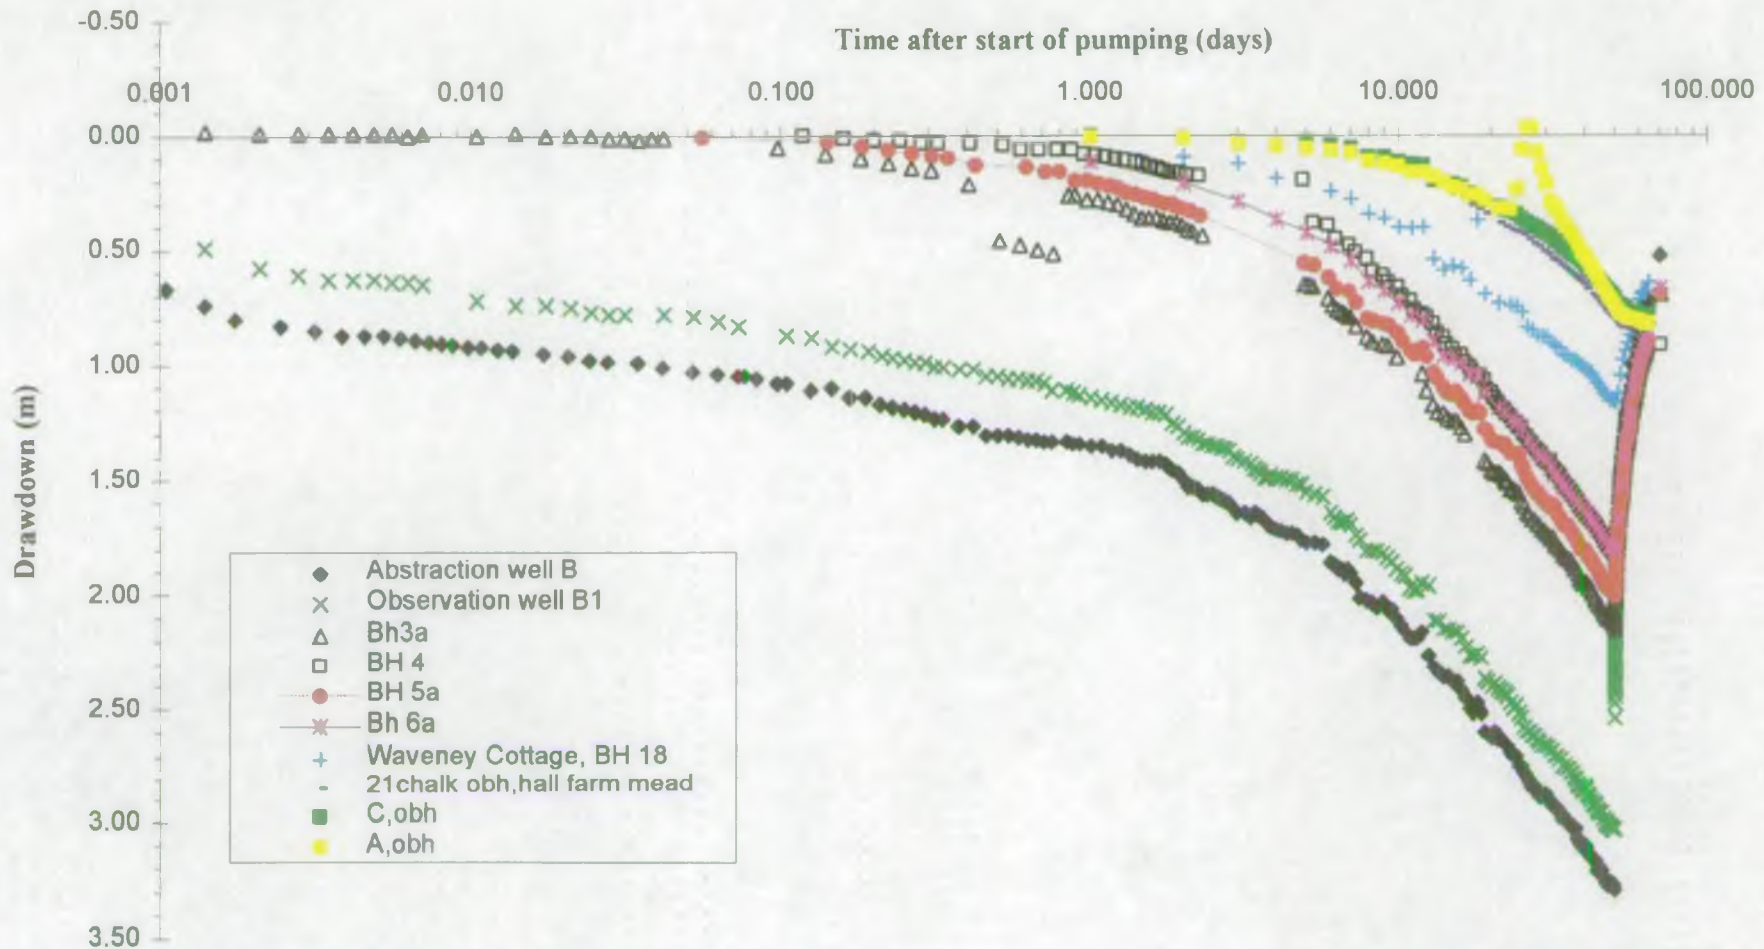 -0.50
Time after start of pumping (days)
0.001 0.010 0.100 1.000 10.000 100.000
0.00
0.50
1.00
1.50
2.00
2.50
3.00
3.50
Drawdown (m)
Abstraction well B
Observation well B1
Bh3a
BH 4
BH 5a
Bh 6a
Waveney Cottage, BH 18
21chalk obh,hall farm mead
C,obh
A,obh